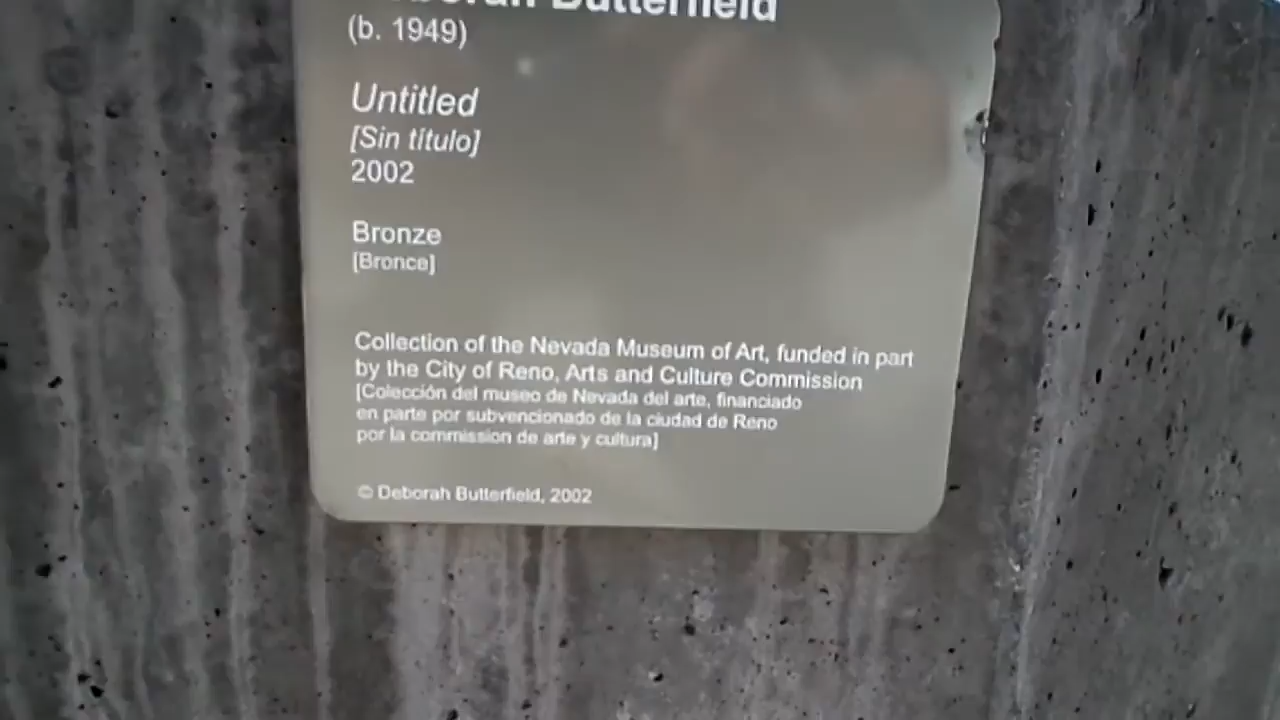 Deborah Butterfield
(b. 1949)
Untitled
[Sin título]
2002
Bronze
[Bronce]
Collection of the Nevada Museum of Art, funded in part
by the City of Reno, Arts and Culture Commission
[Colección del museo de Nevada del arte, financiado
en parte por subvencionado de la ciudad de Reno
por la commission de arte y cultura]
© Deborah Butterfield, 2002